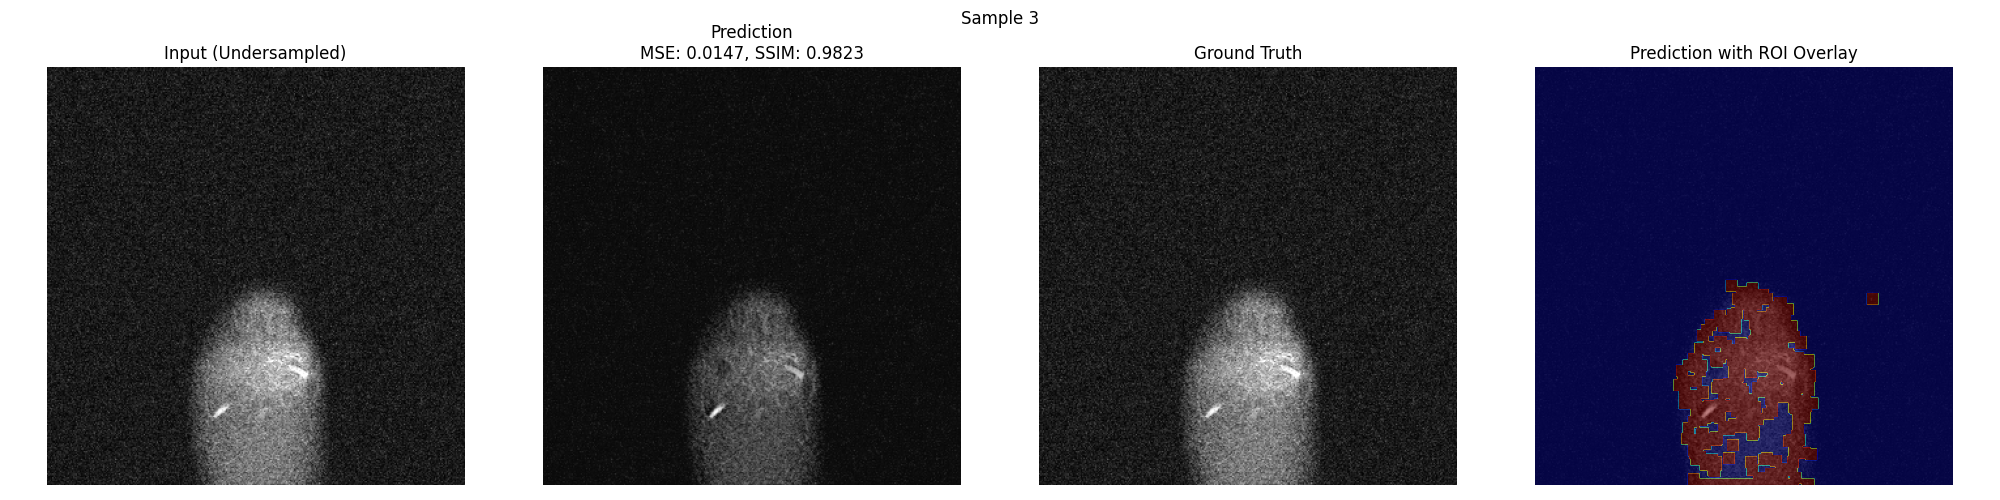 Sample 3
Input (Undersampled)
Prediction
MSE: 0.0147, SSIM: 0.9823
Ground Truth
Prediction with ROI Overlay